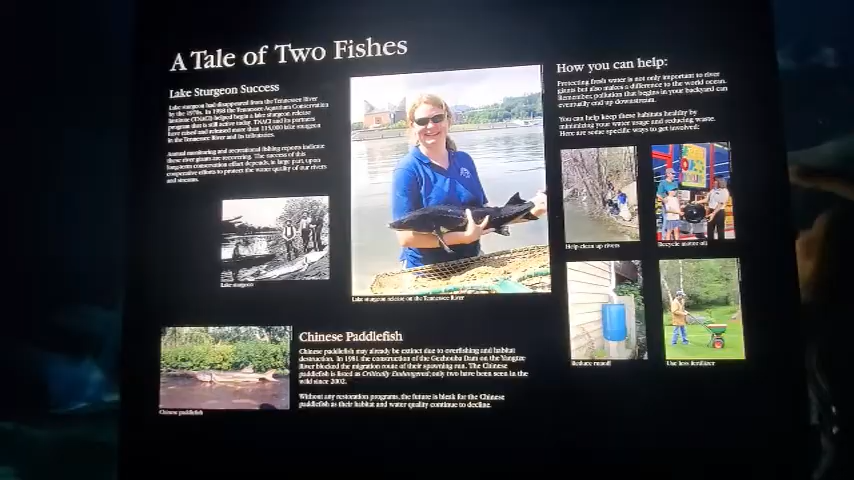 A Tale of Two Fishes
Lake Sturgeon Success
Lake sturgeon had disappeared from the Tennessee River
by the 1970s. In 1998 the Tennessee Aquarium Conservation
Institute (TNACI) helped begin a lake sturgeon release
program that is still active today. TNACI and its partners
have raised and released more than 115,000 lake sturgeon
in the Tennessee River and its tributaries.
Annual monitoring and recreational fishing reports indicate
these river giants are recovering. The success of this
long-term conservation effort depends, in large part, upon
cooperative efforts to protect the water quality of our rivers
and streams.
Lake sturgeon
Lake sturgeon release on the Tennessee River
Chinese paddlefish
Chinese Paddlefish
Chinese paddlefish may already be extinct due to overfishing and habitat
destruction. In 1981 the construction of the Gezhouba Dam on the Yangtze
River blocked the migration route of their spawning run. The Chinese
paddlefish is listed as Critically Endangered; only two have been seen in the
wild since 2002.
Without any restoration programs, the future is bleak for the Chinese
paddlefish as their habitat and water quality continue to decline.
How you can help:
Protecting fresh water is not only important to river
giants but also makes a difference to the world ocean.
Remember, pollution that begins in your backyard can
eventually end up downstream.
You can help keep these habitats healthy by
minimizing your water usage and reducing waste.
Here are some specific ways to get involved:
Help clean up rivers
Recycle motor oil
Reduce runoff
Use less fertilizer